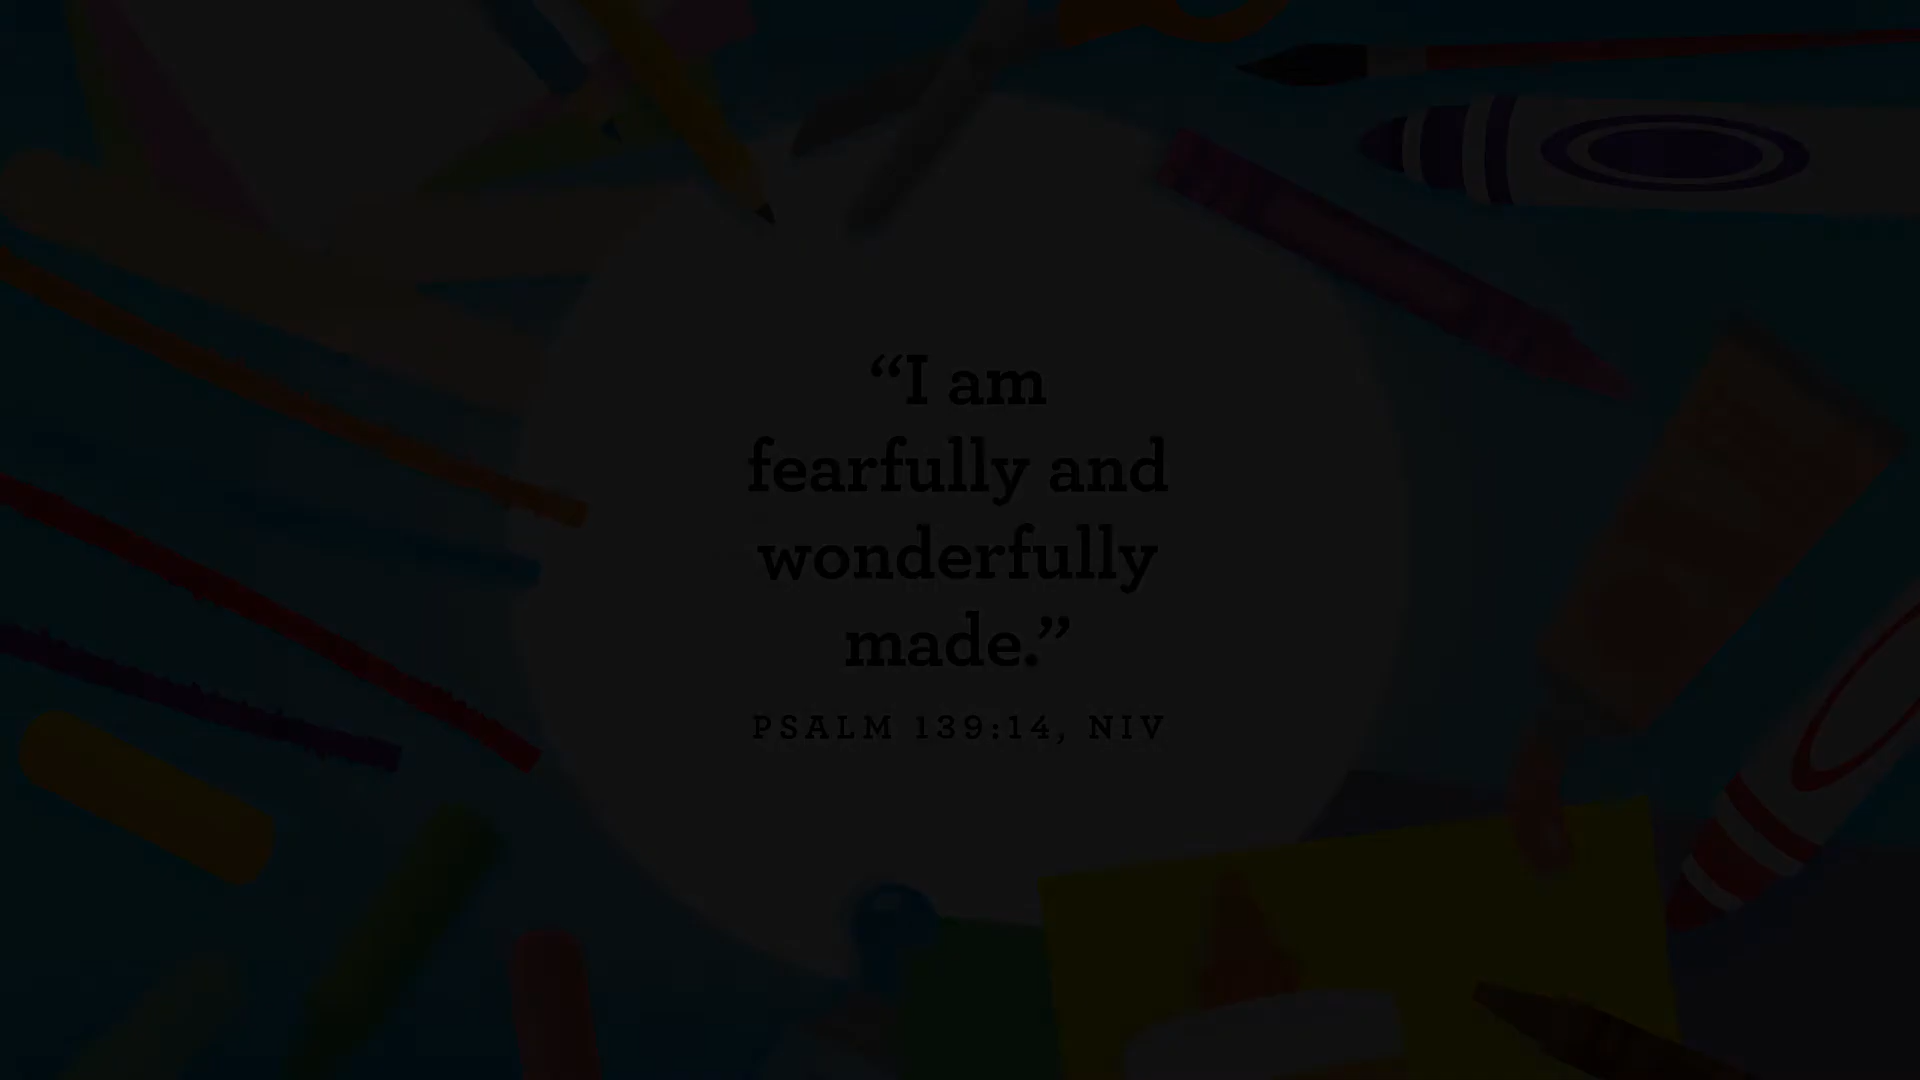 “I am
fearfully and
wonderfully
made.”
PSALM 139:14, NIV